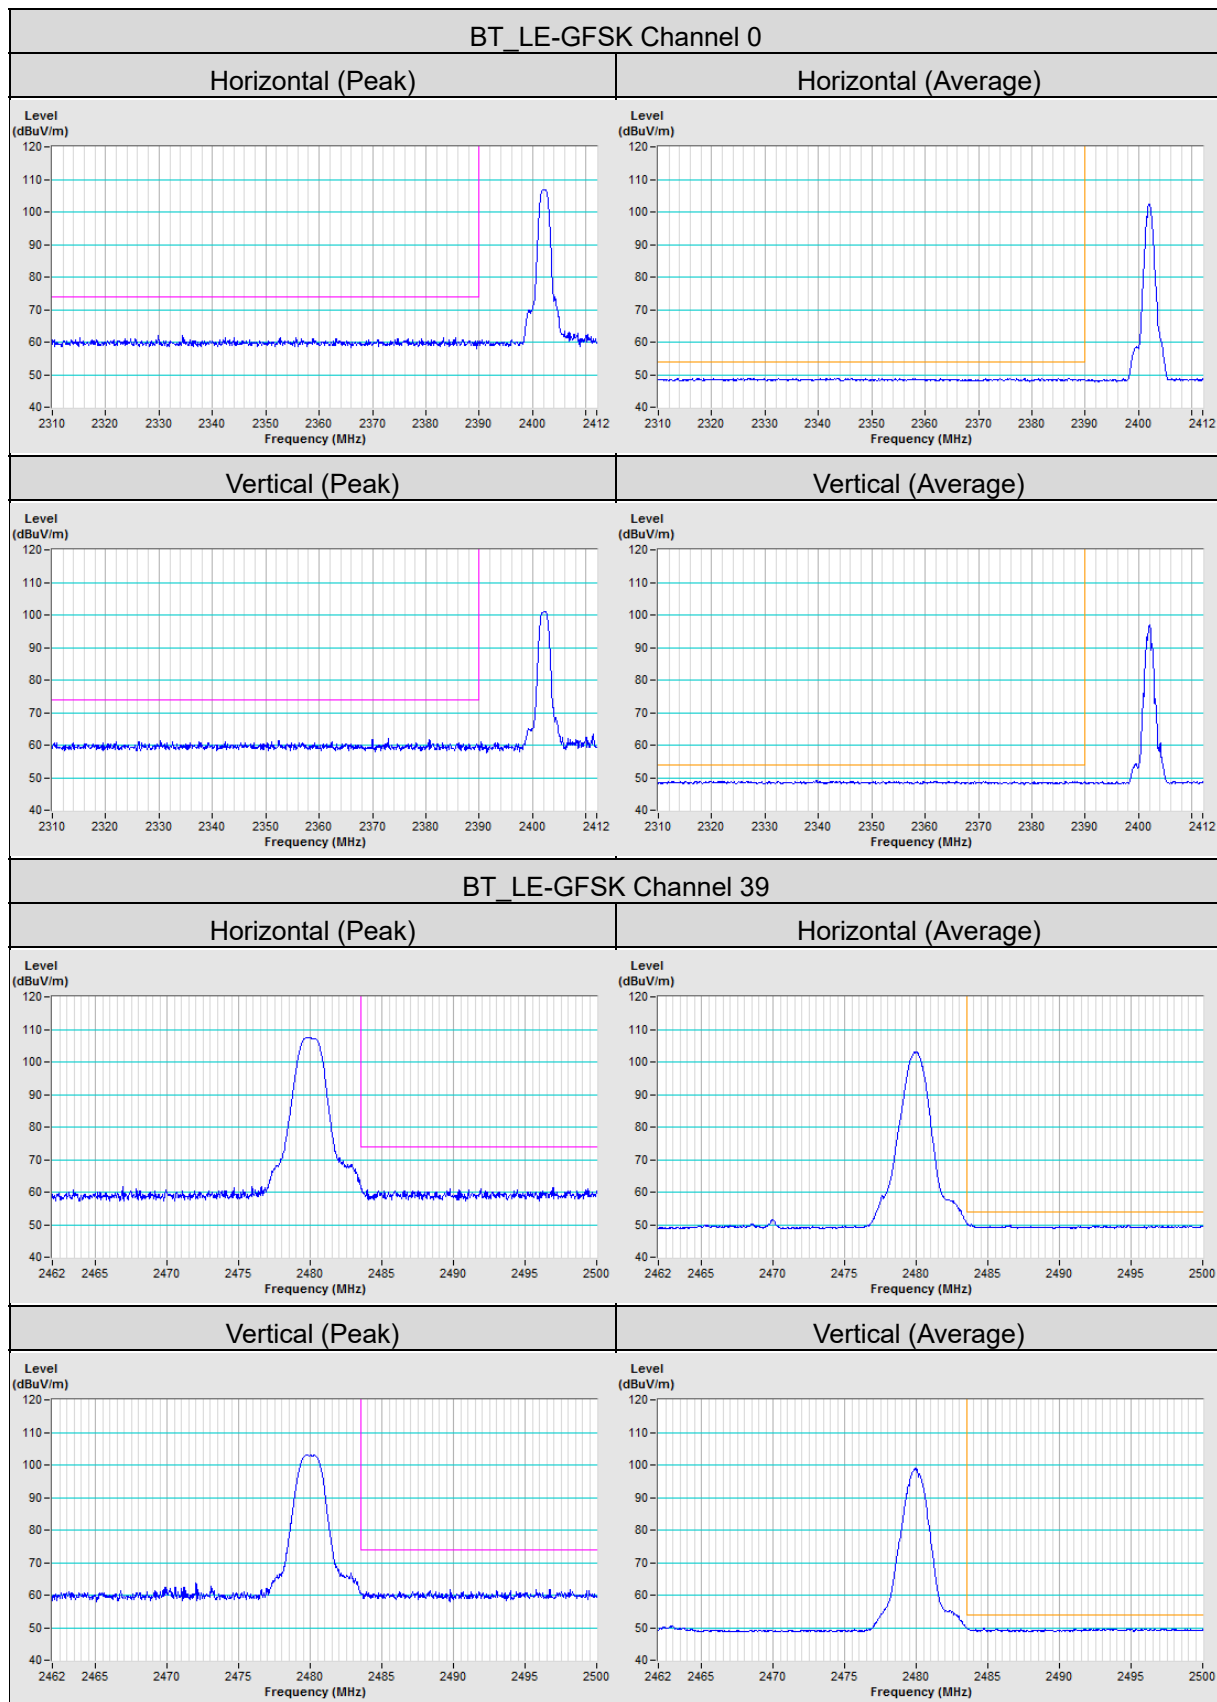 BT_LE-GFSK Channel 0
Horizontal (Peak) Horizontal (Average)
Level Level
(dBuV/m) (dBuV/m)
120 120
110 110
100 100
90 90
80 80
70 70
60 60
50 50
40 40
2310 2320 2330 2340 2350 2360 2370 2380 2390 2400 2412 2310 2320 2330 2340 2350 2360 2370 2380 2390 2400 2412
Frequency (MHz) Frequency (MHz)
Vertical (Peak) Vertical (Average)
Level Level
(dBuV/m) (dBuV/m)
120 120
110 110
100 100
90 90
80 80
70 70
60 60
50 50
40 40
2310 2320 2330 2340 2350 2360 2370 2380 2390 2400 2412 2310 2320 2330 2340 2350 2360 2370 2380 2390 2400 2412
Frequency (MHz) Frequency (MHz)
BT_LE-GFSK Channel 39
Horizontal (Peak) Horizontal (Average)
Level Level
(dBuV/m) (dBuV/m)
120 120
110 110
100 100
90 90
80 80
70 70
60 60
50 50
40 40
2462 2465 2470 2475 2480 2485 2490 2495 2500 2462 2465 2470 2475 2480 2485 2490 2495 2500
Frequency (MHz) Frequency (MHz)
Vertical (Peak) Vertical (Average)
Level Level
(dBuV/m) (dBuV/m)
120 120
110 110
100 100
90 90
80 80
70 70
60 60
50 50
40 40
2462 2465 2470 2475 2480 2485 2490 2495 2500 2462 2465 2470 2475 2480 2485 2490 2495 2500
Frequency (MHz) Frequency (MHz)